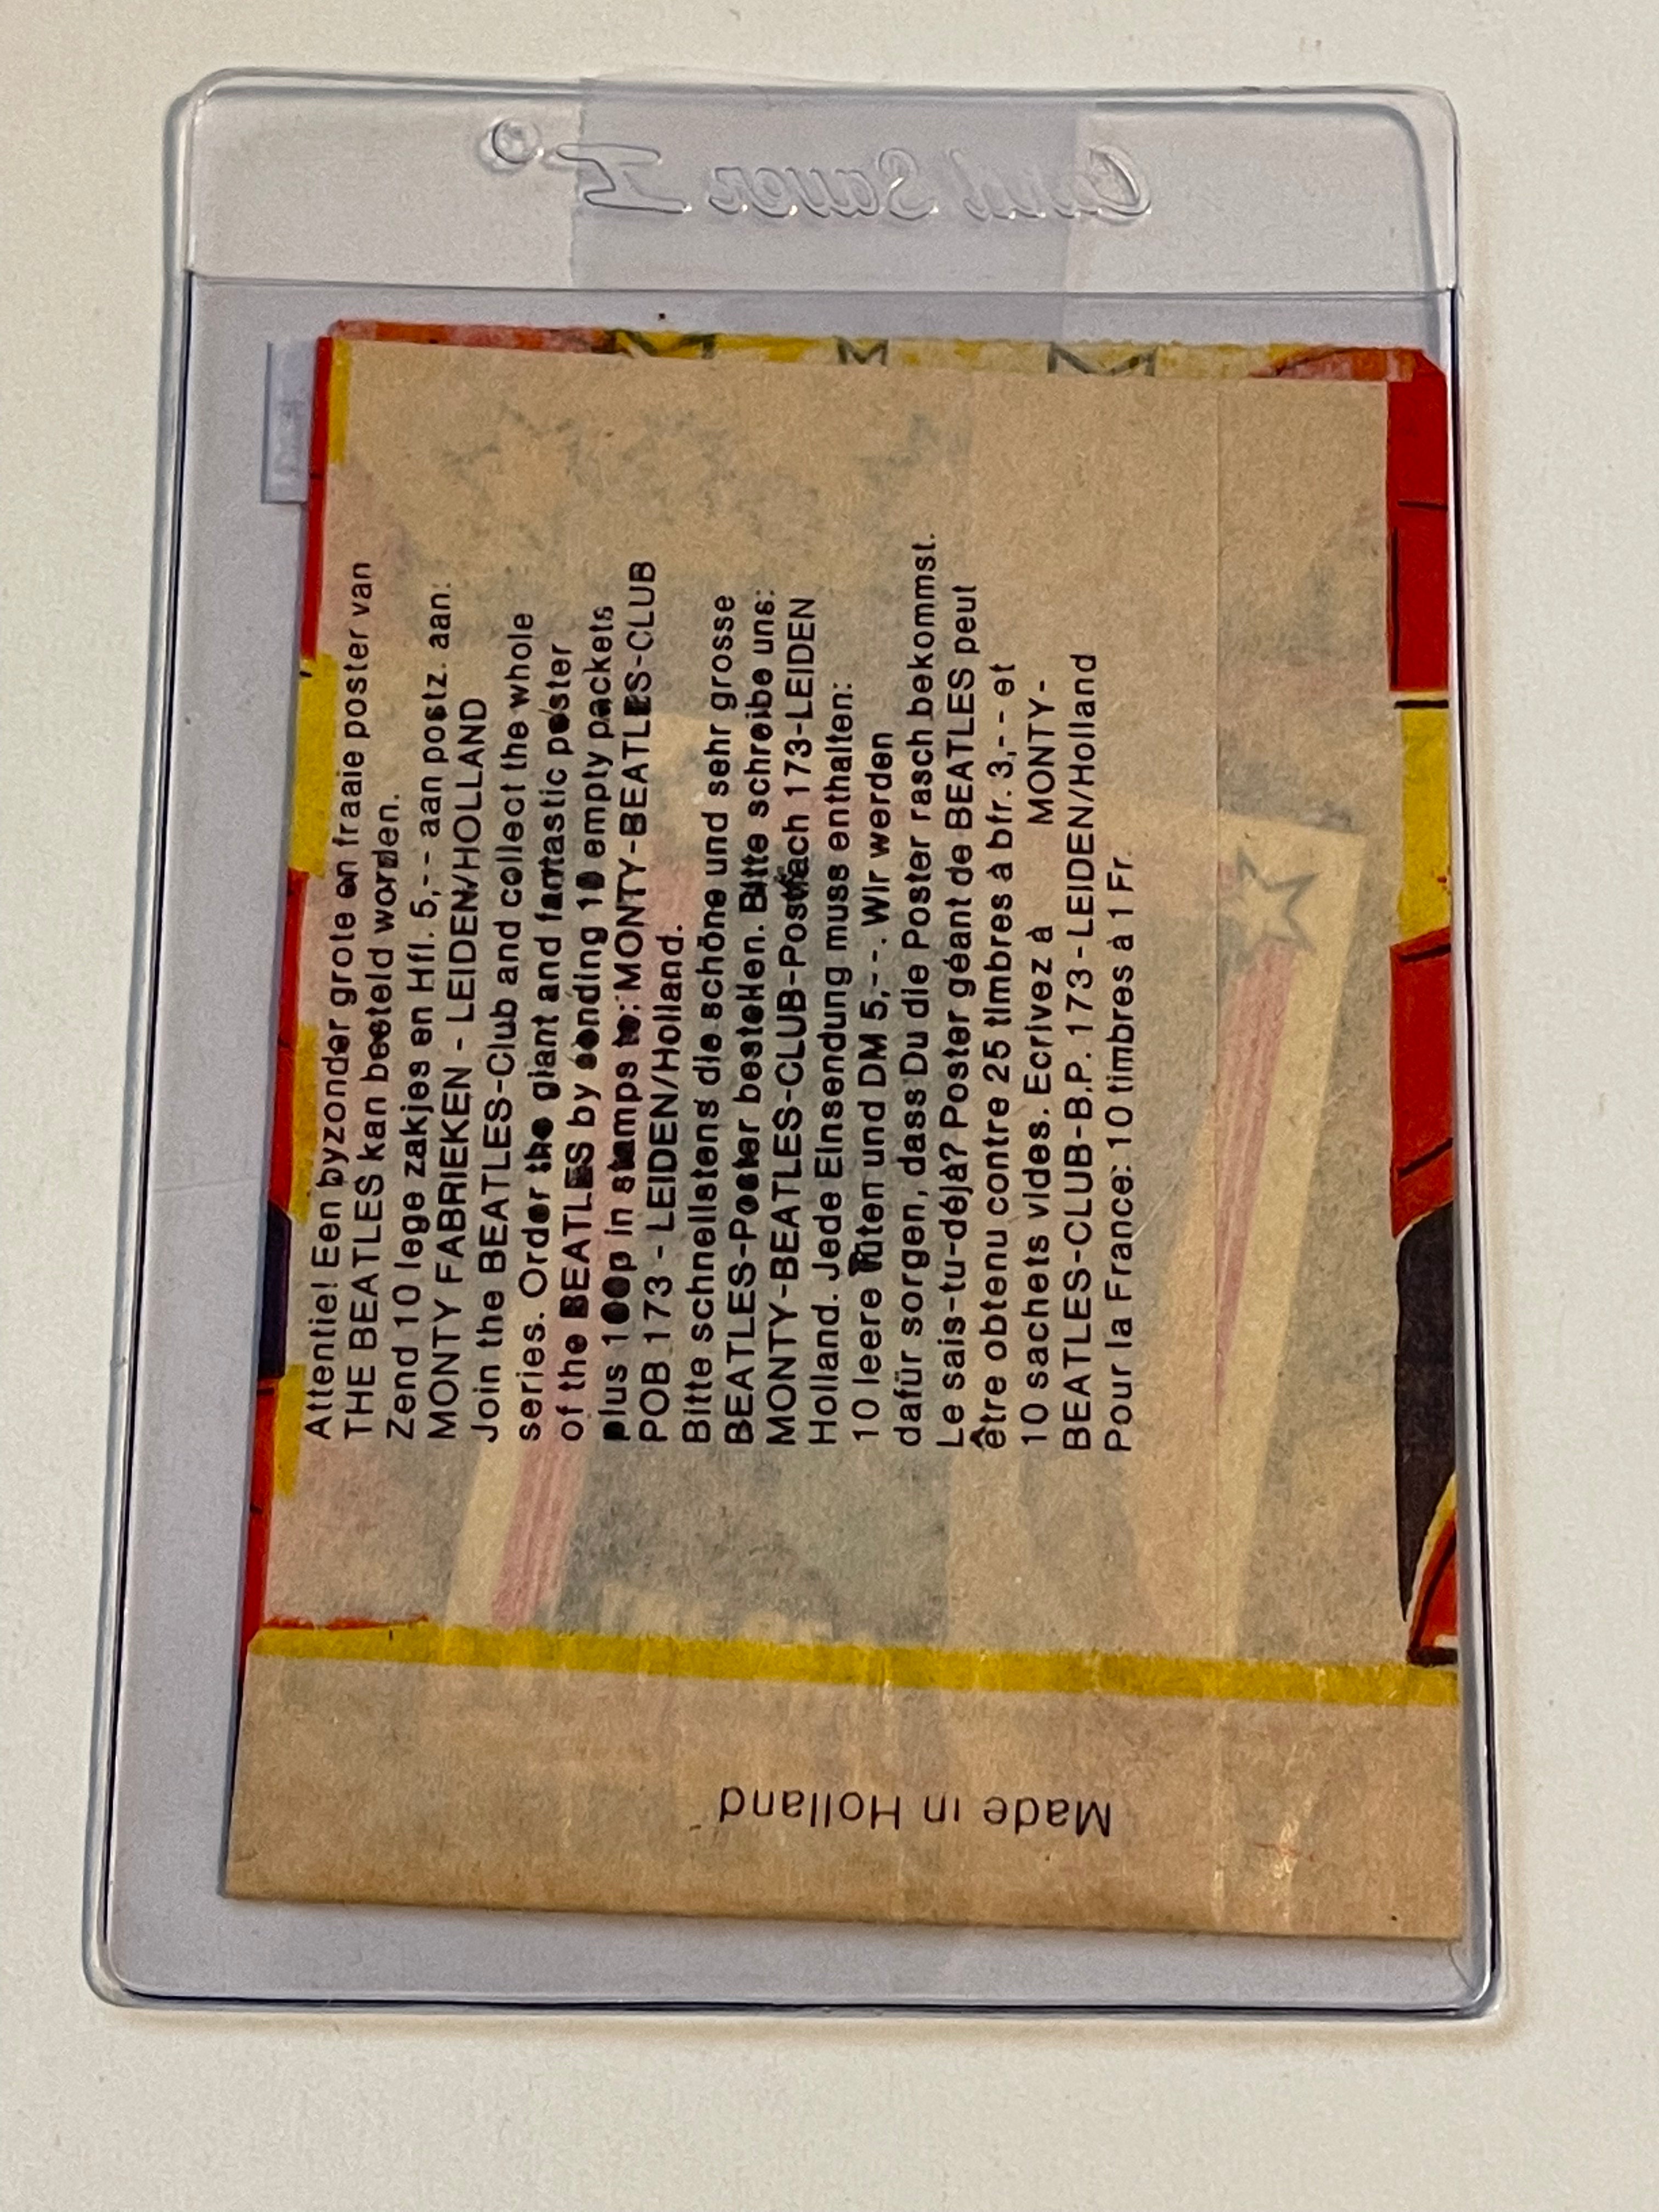 Card Saver I
Attentie! Een byzonder grote en fraaie poster van
THE BEATLES kan besteld worden.
Zend 10 lege zakjes en Hfl. 5,-- aan postz. aan:
MONTY FABRIEKEN - LEIDEN/HOLLAND
Join the BEATLES-Club and collect the whole
series. Order the giant and fantastic poster
of the BEATLES by sending 10 empty packets
plus 100p in stamps to: MONTY-BEATLES-CLUB
POB 173 - LEIDEN/Holland.
Bitte schnellstens die schöne und sehr grosse
BEATLES-Poster bestellen. Bitte schreibe uns:
MONTY-BEATLES-CLUB-Postfach 173-LEIDEN
Holland. Jede Einsendung muss enthalten:
10 leere Tüten und DM 5,--. Wir werden
dafür sorgen, dass Du die Poster rasch bekommst.
Le sais-tu-déjà? Poster géant de BEATLES peut
être obtenu contre 25 timbres à bfr. 3,-- et
10 sachets vides. Ecrivez à MONTY-
BEATLES-CLUB-B.P. 173 - LEIDEN/Holland
Pour la France: 10 timbres à 1 Fr.
Made in Holland